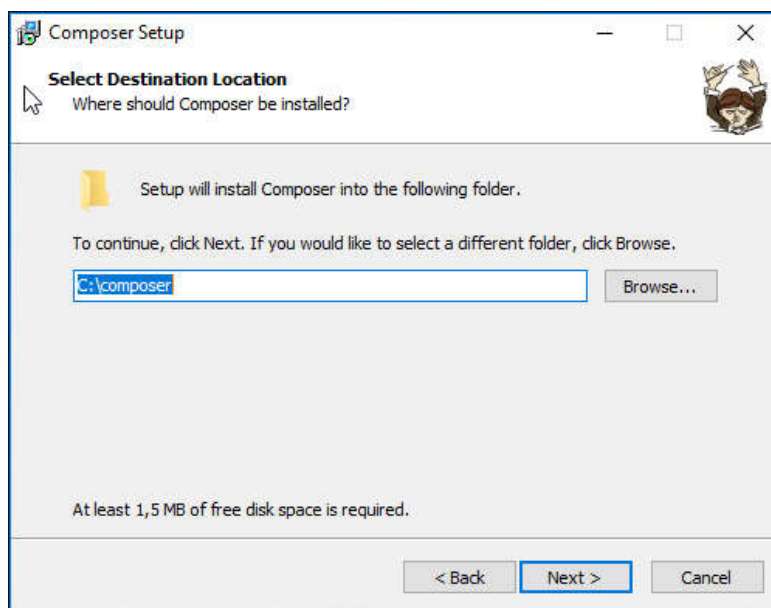 Composer Setup
Select Destination Location
Where should Composer be installed?
Setup will install Composer into the following folder.
To continue, click Next. If you would like to select a different folder, click Browse.
C:\composer
Browse...
At least 1,5 MB of free disk space is required.
< Back
Next >
Cancel